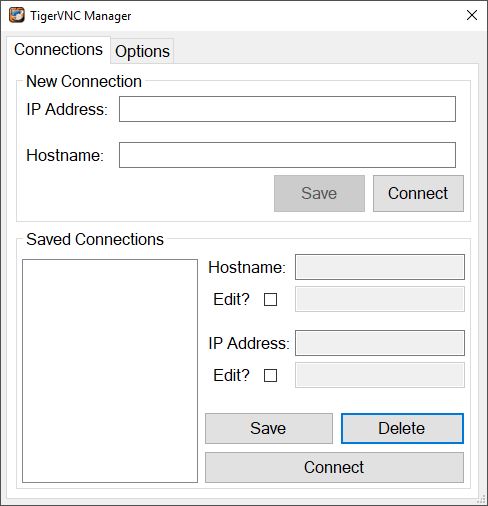 TigerVNC Manager
Connections Options
New Connection
IP Address:
Hostname:
Save Connect
Saved Connections
Hostname:
Edit?
IP Address:
Edit?
Save Delete
Connect